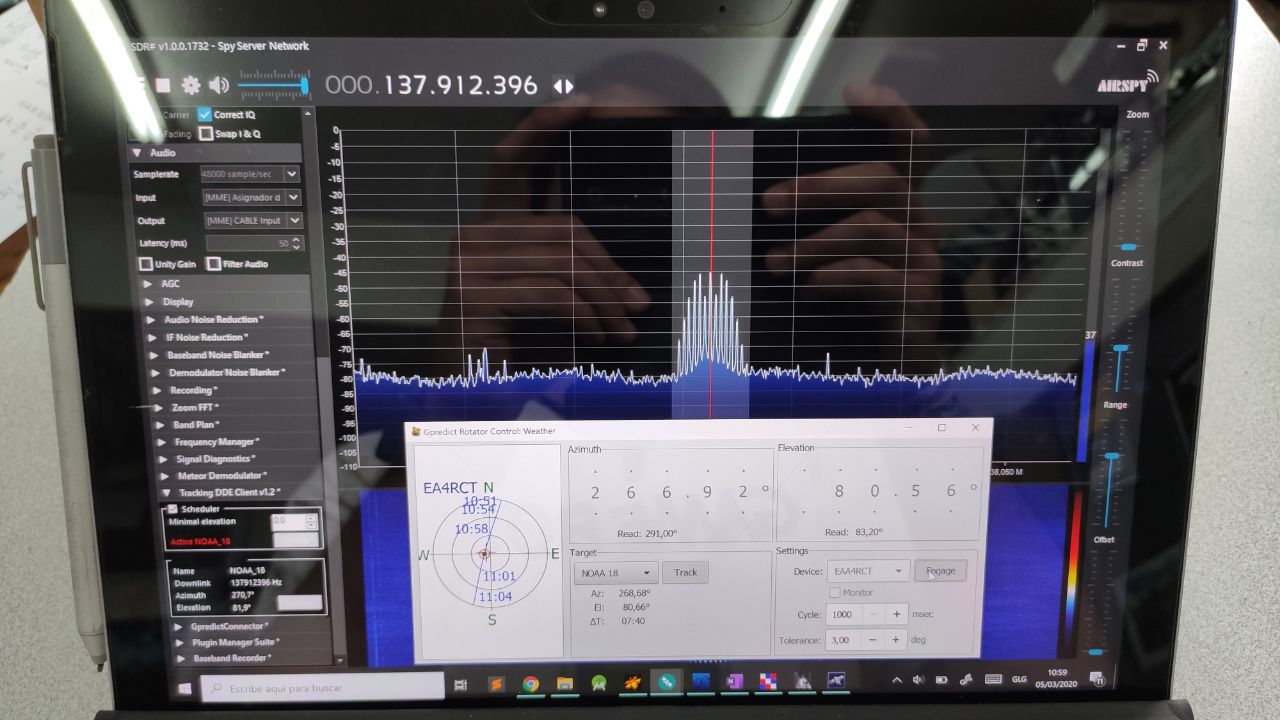 SDR# v1.0.0.1732 - Spy Server Network
000.137.912.396
AIRSPY
Carrier
Correct IQ
Fading
Swap I & Q
Audio
Samplerate
48000 sample/sec
Input
[MME] Asignador d
Output
[MME] CABLE Input
Latency (ms)
50
Unity Gain
Filter Audio
AGC
Display
Audio Noise Reduction *
IF Noise Reduction *
Baseband Noise Blanker *
Demodulator Noise Blanker *
Recording *
Zoom FFT *
Band Plan *
Frequency Manager *
Signal Diagnostics *
Meteor Demodulator *
Tracking DDE Client v1.2 *
Scheduler
Minimal elevation
0,0
Active NOAA_18
Name
NOAA_18
Downlink
137912396 Hz
Azimuth
270,7°
Elevation
81,9°
GpredictConnector *
Plugin Manager Suite *
Baseband Recorder *
0
-5
-10
-15
-20
-25
-30
-35
-40
-45
-50
-55
-60
-65
-70
-75
-80
-85
-90
-95
-100
-105
-110
37
38,050 M
Zoom
Contrast
Range
Offset
Gpredict Rotator Control: Weather
EA4RCT
N
10:51
10:54
10:58
W
E
11:01
11:04
S
Azimuth
266.92°
Read: 291,00°
Elevation
80.56°
Read: 83,20°
Target
NOAA 18
Track
Az: 268,68°
El: 80,66°
ΔT: 07:40
Settings
Device:
EAA4RCT
Engage
Monitor
Cycle:
1000
msec
Tolerance:
3,00
deg
Escribe aquí para buscar
GLG
10:59
05/03/2020
11